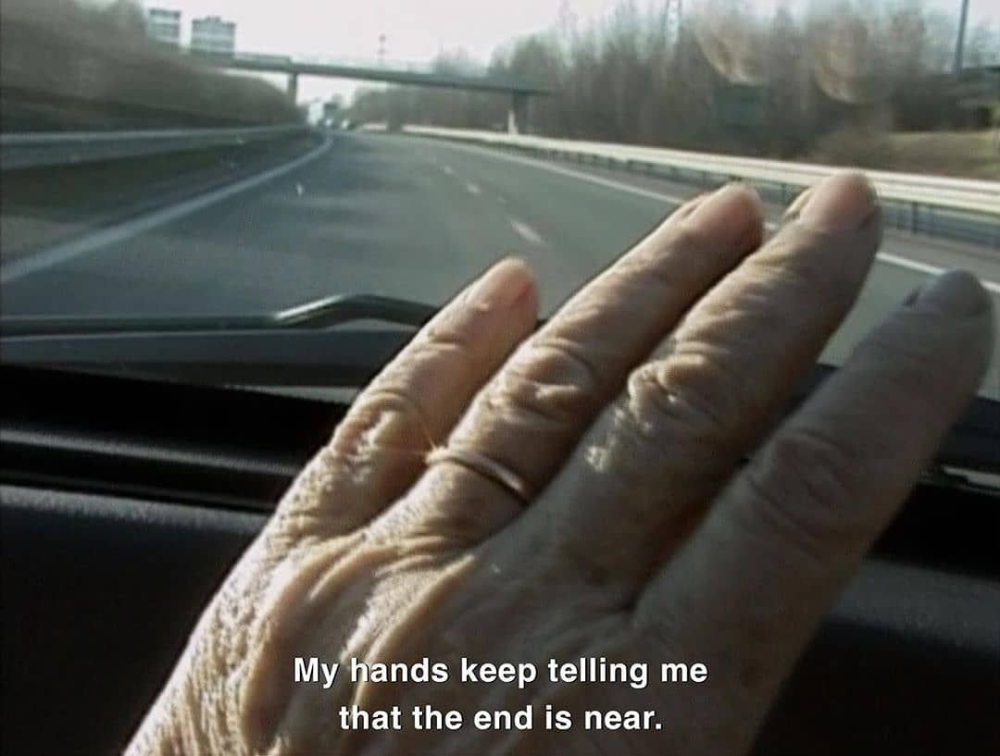 My hands keep telling me
that the end is near.